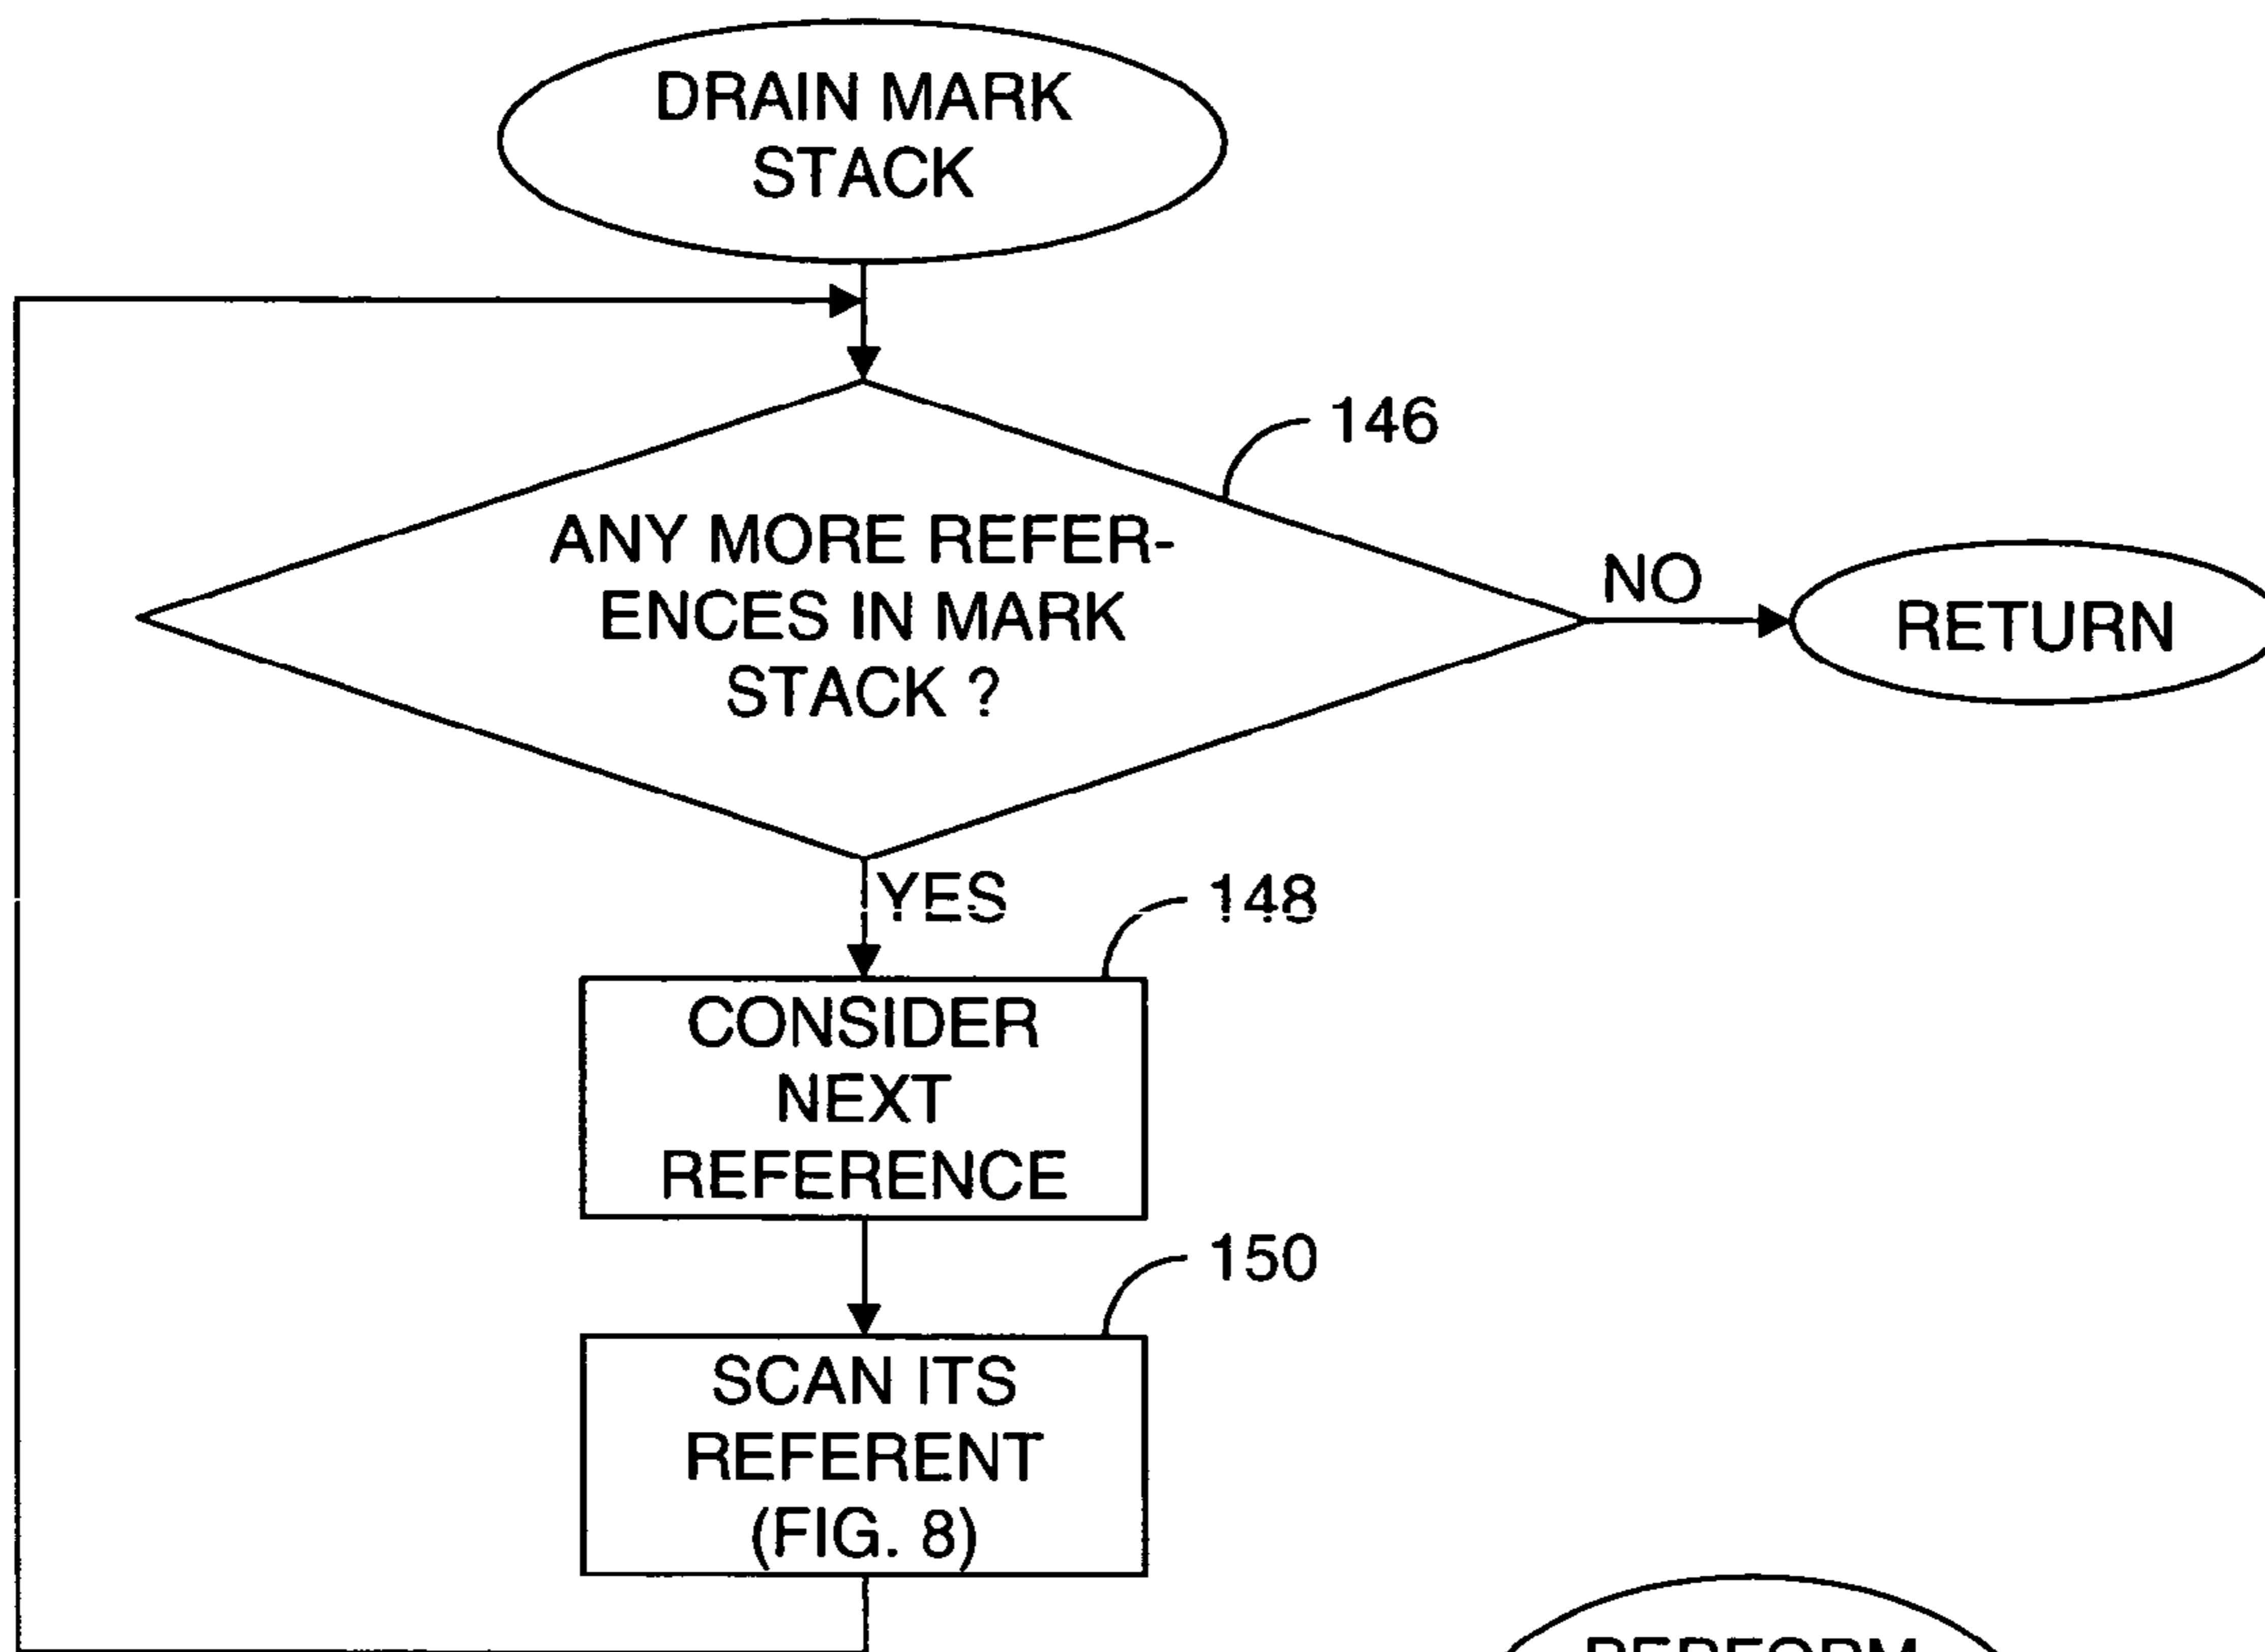 DRAIN MARK
STACK
146
ANY MORE REFER-
ENCES IN MARK
STACK ?
NO
RETURN
YES
148
CONSIDER
NEXT
REFERENCE
150
SCAN ITS
REFERENT
(FIG. 8)
PERFORM